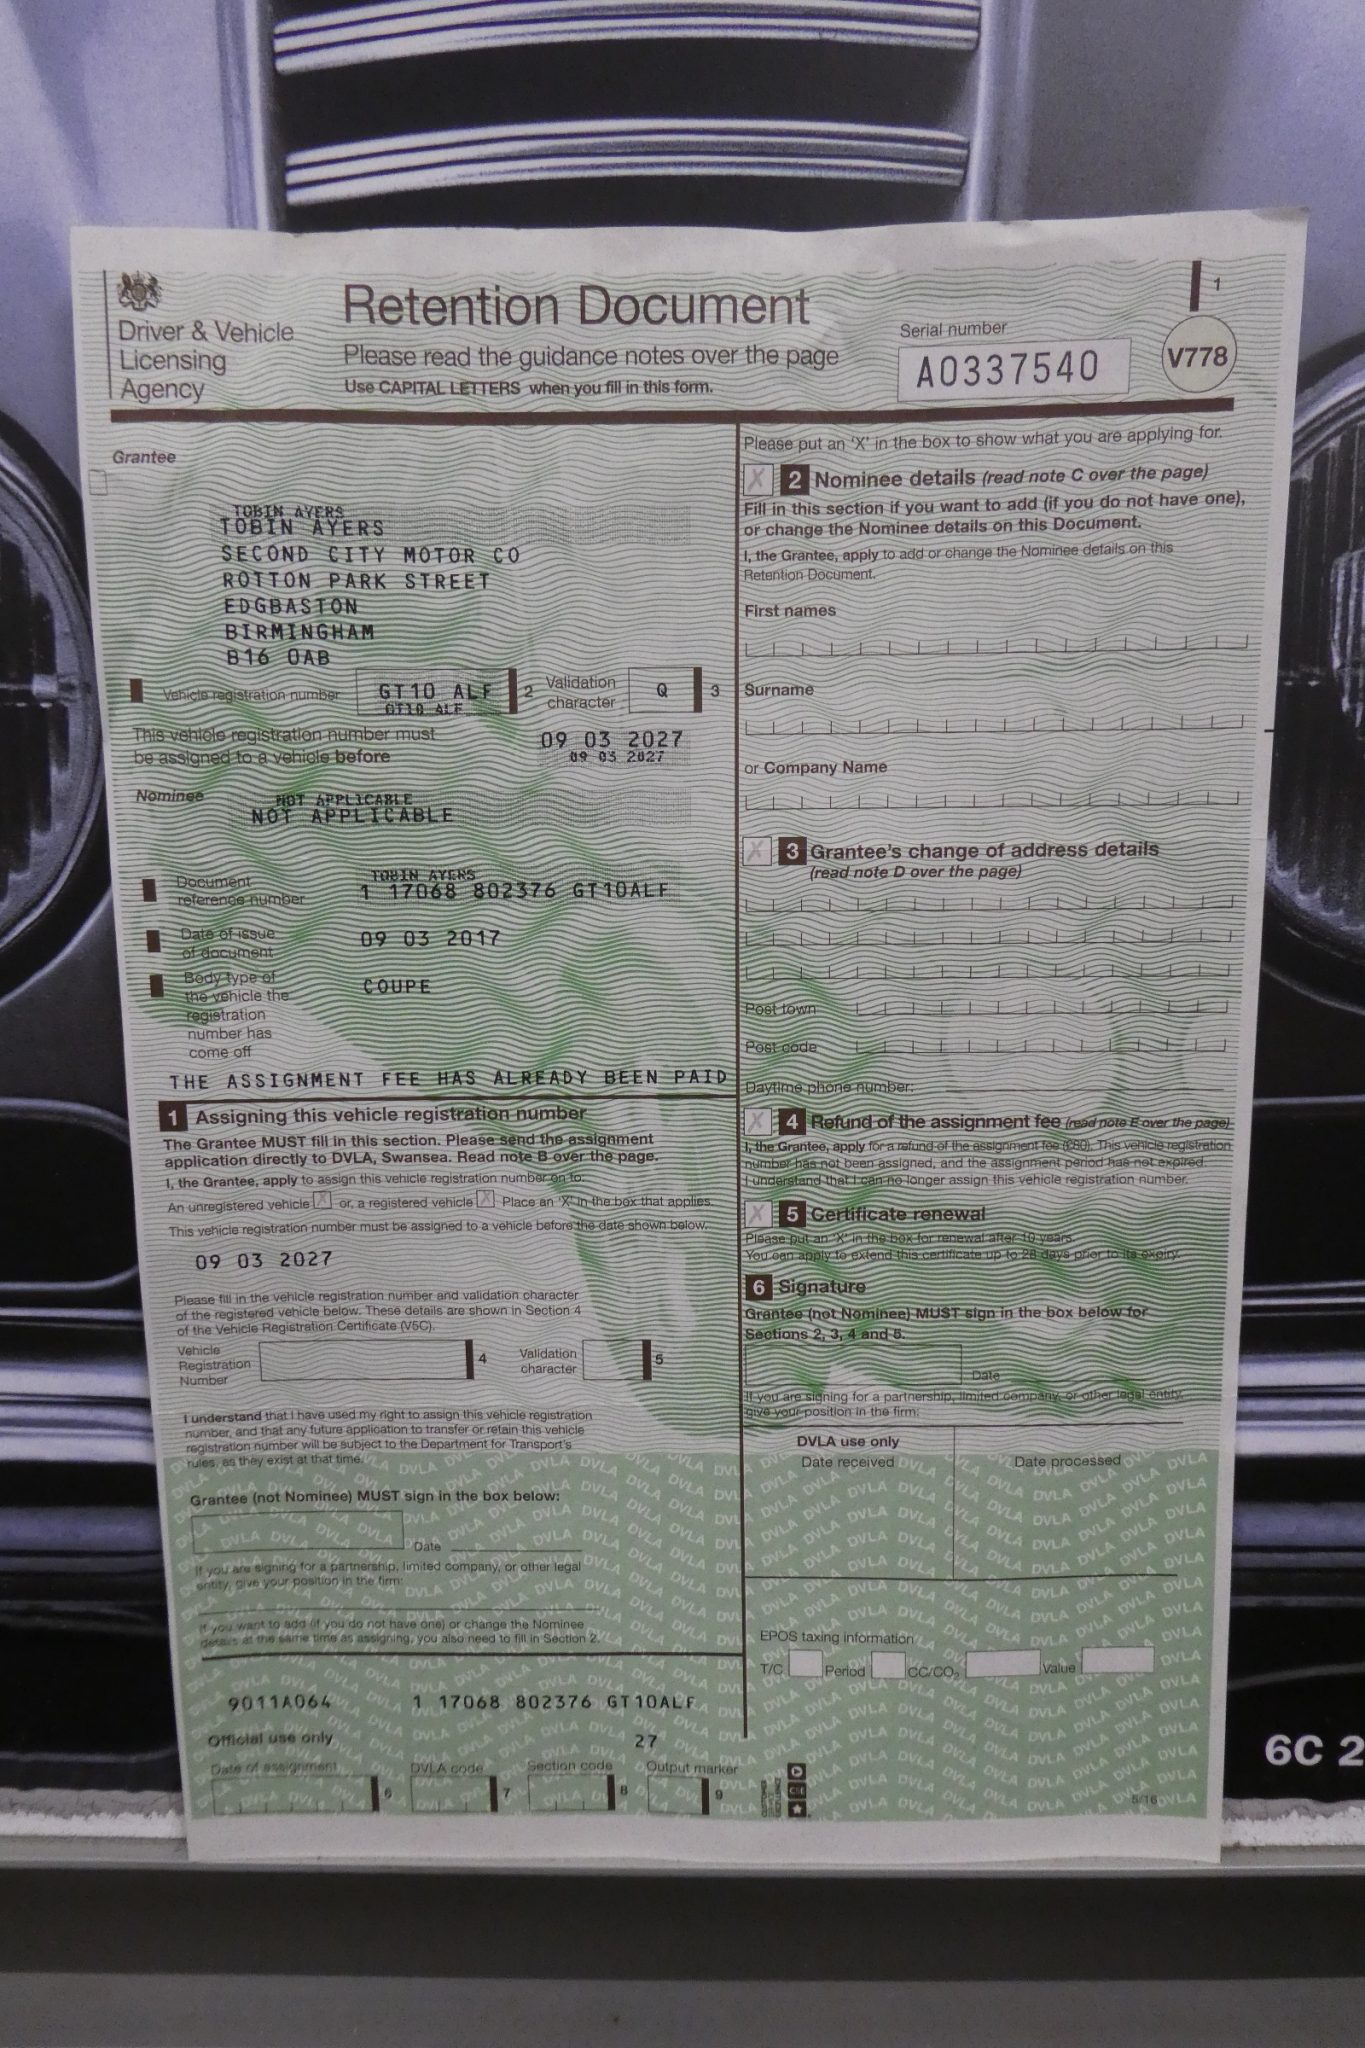 Driver & Vehicle
Licensing
Agency
Retention Document
Please read the guidance notes over the page
Use CAPITAL LETTERS when you fill in this form.
Serial number
A0337540
1
V778
Grantee
TOBIN AYERS
TOBIN AYERS
SECOND CITY MOTOR CO
ROTTON PARK STREET
EDGBASTON
BIRMINGHAM
B16 0AB
Vehicle registration number
GT10 ALF
GT10 ALF
2
Validation
character
Q
3
This vehicle registration number must
be assigned to a vehicle before
09 03 2027
09 03 2027
Nominee
NOT APPLICABLE
NOT APPLICABLE
TOBIN AYERS
Document
reference number
1 17068 802376 GT10ALF
Date of issue
of document
09 03 2017
Body type of
the vehicle the
registration
number has
come off
COUPE
THE ASSIGNMENT FEE HAS ALREADY BEEN PAID
1 Assigning this vehicle registration number
The Grantee MUST fill in this section. Please send the assignment
application directly to DVLA, Swansea. Read note B over the page.
I, the Grantee, apply to assign this vehicle registration number on to:
An unregistered vehicle X or, a registered vehicle X Place an 'X' in the box that applies.
This vehicle registration number must be assigned to a vehicle before the date shown below.
09 03 2027
Please fill in the vehicle registration number and validation character
of the registered vehicle below. These details are shown in Section 4
of the Vehicle Registration Certificate (V5C).
Vehicle
Registration
Number
4
Validation
character
5
I understand that I have used my right to assign this vehicle registration
number, and that any future application to transfer or retain this vehicle
registration number will be subject to the Department for Transport's
rules, as they exist at that time.
Grantee (not Nominee) MUST sign in the box below:
Date
If you are signing for a partnership, limited company, or other legal
entity, give your position in the firm:
If you want to add (if you do not have one) or change the Nominee
details at the same time as assigning, you also need to fill in Section 2.
9011A064
1 17068 802376 GT10ALF
Official use only
27
Date of assignment
6
DVLA code
7
Section code
8
Output marker
9
Please put an 'X' in the box to show what you are applying for.
X 2 Nominee details (read note C over the page)
Fill in this section if you want to add (if you do not have one),
or change the Nominee details on this Document.
I, the Grantee, apply to add or change the Nominee details on this
Retention Document.
First names
Surname
or Company Name
X 3 Grantee's change of address details
(read note D over the page)
Post town
Post code
Daytime phone number:
X 4 Refund of the assignment fee (read note E over the page)
I, the Grantee, apply for a refund of the assignment fee (£80). This vehicle registration
number has not been assigned, and the assignment period has not expired.
I understand that I can no longer assign this vehicle registration number.
X 5 Certificate renewal
Please put an 'X' in the box for renewal after 10 years.
You can apply to extend this certificate up to 28 days prior to its expiry.
6 Signature
Grantee (not Nominee) MUST sign in the box below for
Sections 2, 3, 4 and 5.
Date
If you are signing for a partnership, limited company, or other legal entity,
give your position in the firm:
DVLA use only
Date received
Date processed
EPOS taxing information
T/C
Period
CC/CO₂
Value
5/16
6C 2